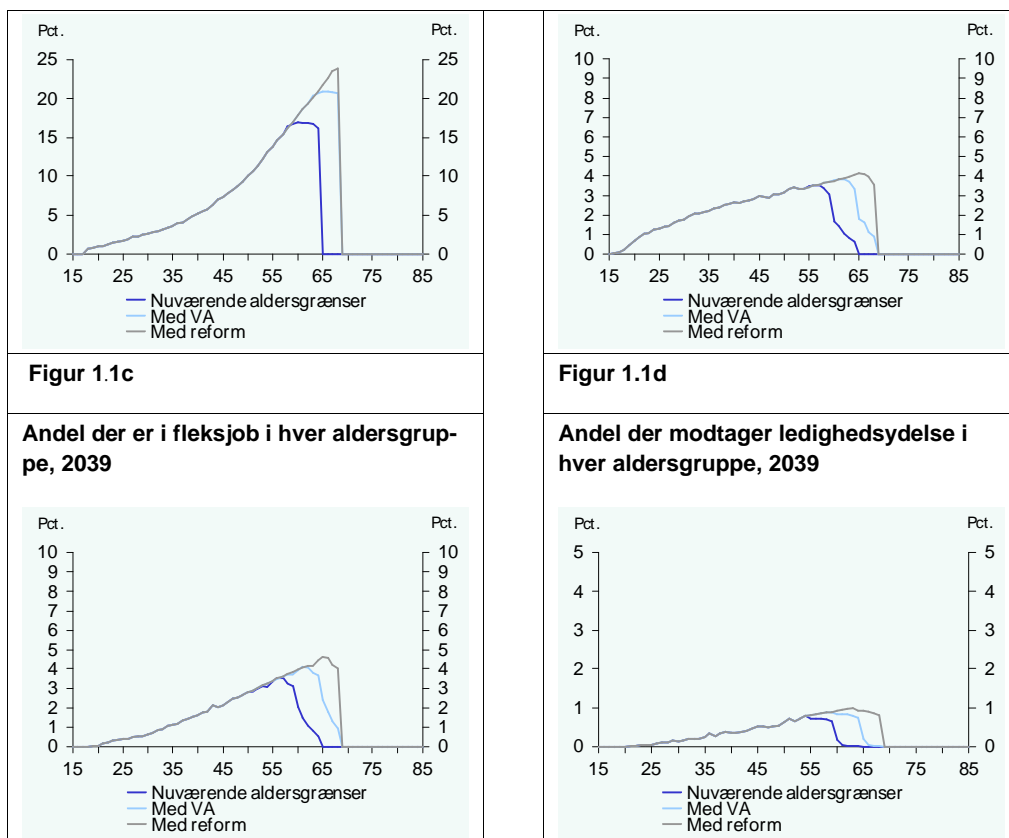 Pct. Pct.
25 25
20 20
15 15
10 10
5 5
0 0
15 25 35 45 55 65 75 85
Nuværende aldersgrænser
Med VA
Med reform
Pct. Pct.
10 10
9 9
8 8
7 7
6 6
5 5
4 4
3 3
2 2
1 1
0 0
15 25 35 45 55 65 75 85
Nuværende aldersgrænser
Med VA
Med reform
Figur 1.1c
Figur 1.1d
Andel der er i fleksjob i hver aldersgrup-
pe, 2039
Andel der modtager ledighedsydelse i
hver aldersgruppe, 2039
Pct. Pct.
10 10
9 9
8 8
7 7
6 6
5 5
4 4
3 3
2 2
1 1
0 0
15 25 35 45 55 65 75 85
Nuværende aldersgrænser
Med VA
Med reform
Pct. Pct.
5 5
4 4
3 3
2 2
1 1
0 0
15 25 35 45 55 65 75 85
Nuværende aldersgrænser
Med VA
Med reform